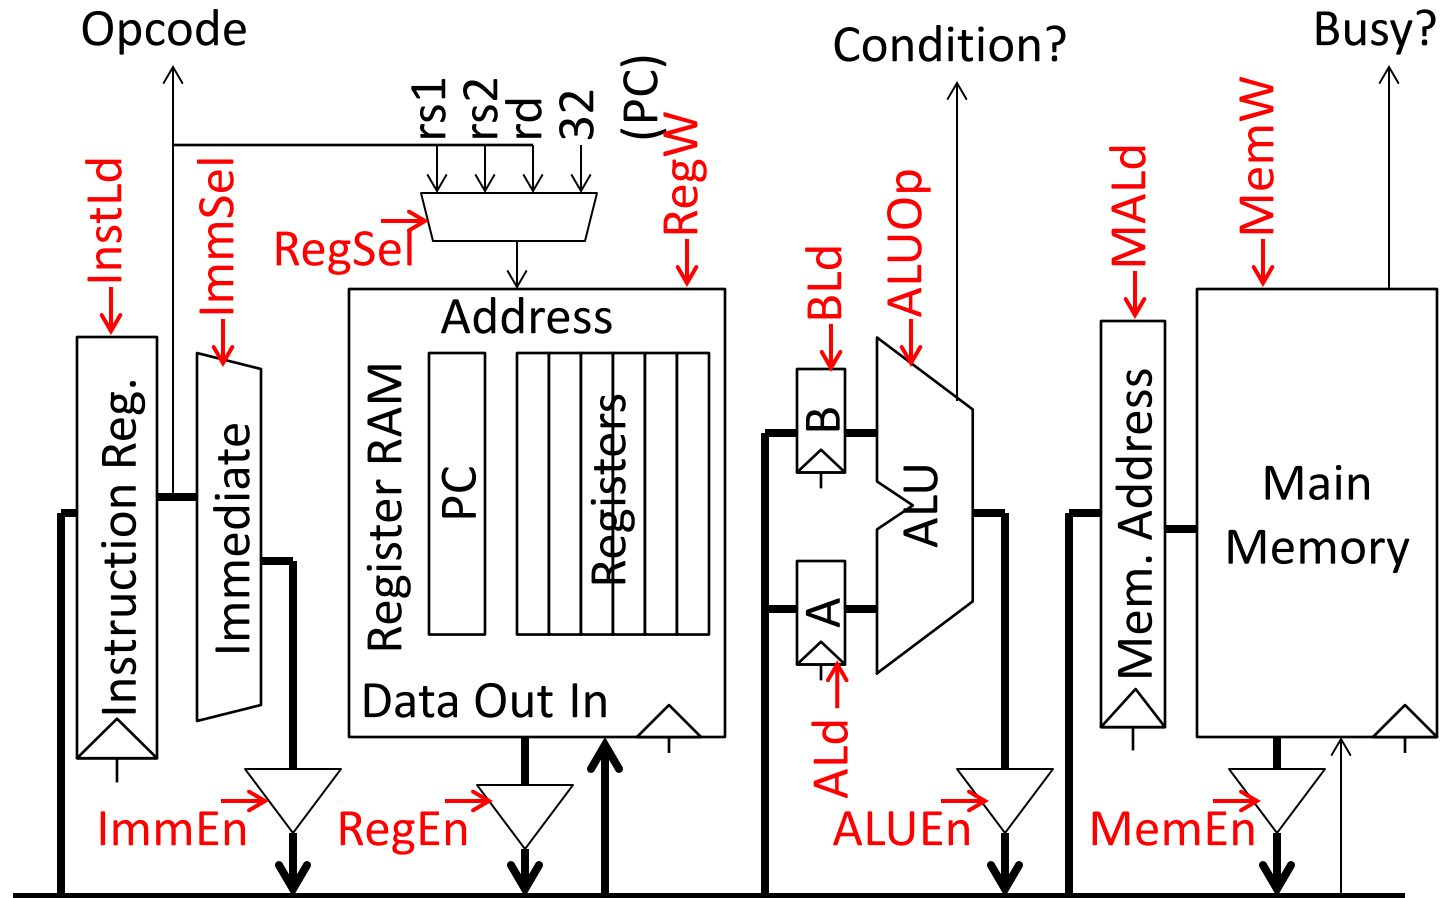 Opcode
Condition?
Busy?
rs1
rs2
rd
32
(PC)
InstLd
ImmSel
RegSel
RegW
BLd
ALUOp
MALd
MemW
Instruction Reg.
Immediate
Address
Register RAM
PC
Registers
Data Out In
B
A
ALU
ALd
Mem. Address
Main
Memory
ImmEn
RegEn
ALUEn
MemEn